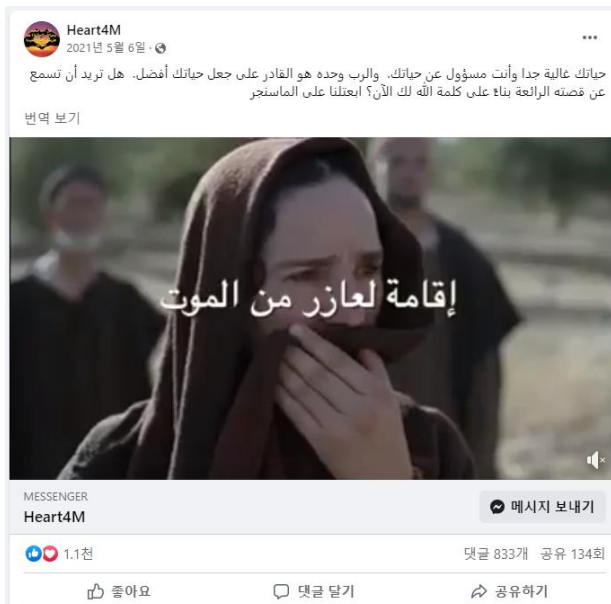 Heart4M
2021년 5월 6일 ·
حياتك غالية جدا وأنت مسؤول عن حياتك. والرب وحده هو القادر على جعل حياتك أفضل. هل تريد أن تسمع
عن قصته الرائعة بناءً على كلمة الله لك الآن؟ ابعتلنا على الماسنجر
번역 보기
إقامة لعازر من الموت
MESSENGER
Heart4M
메시지 보내기
1.1천 댓글 833개 공유 134회
좋아요 댓글 달기 공유하기